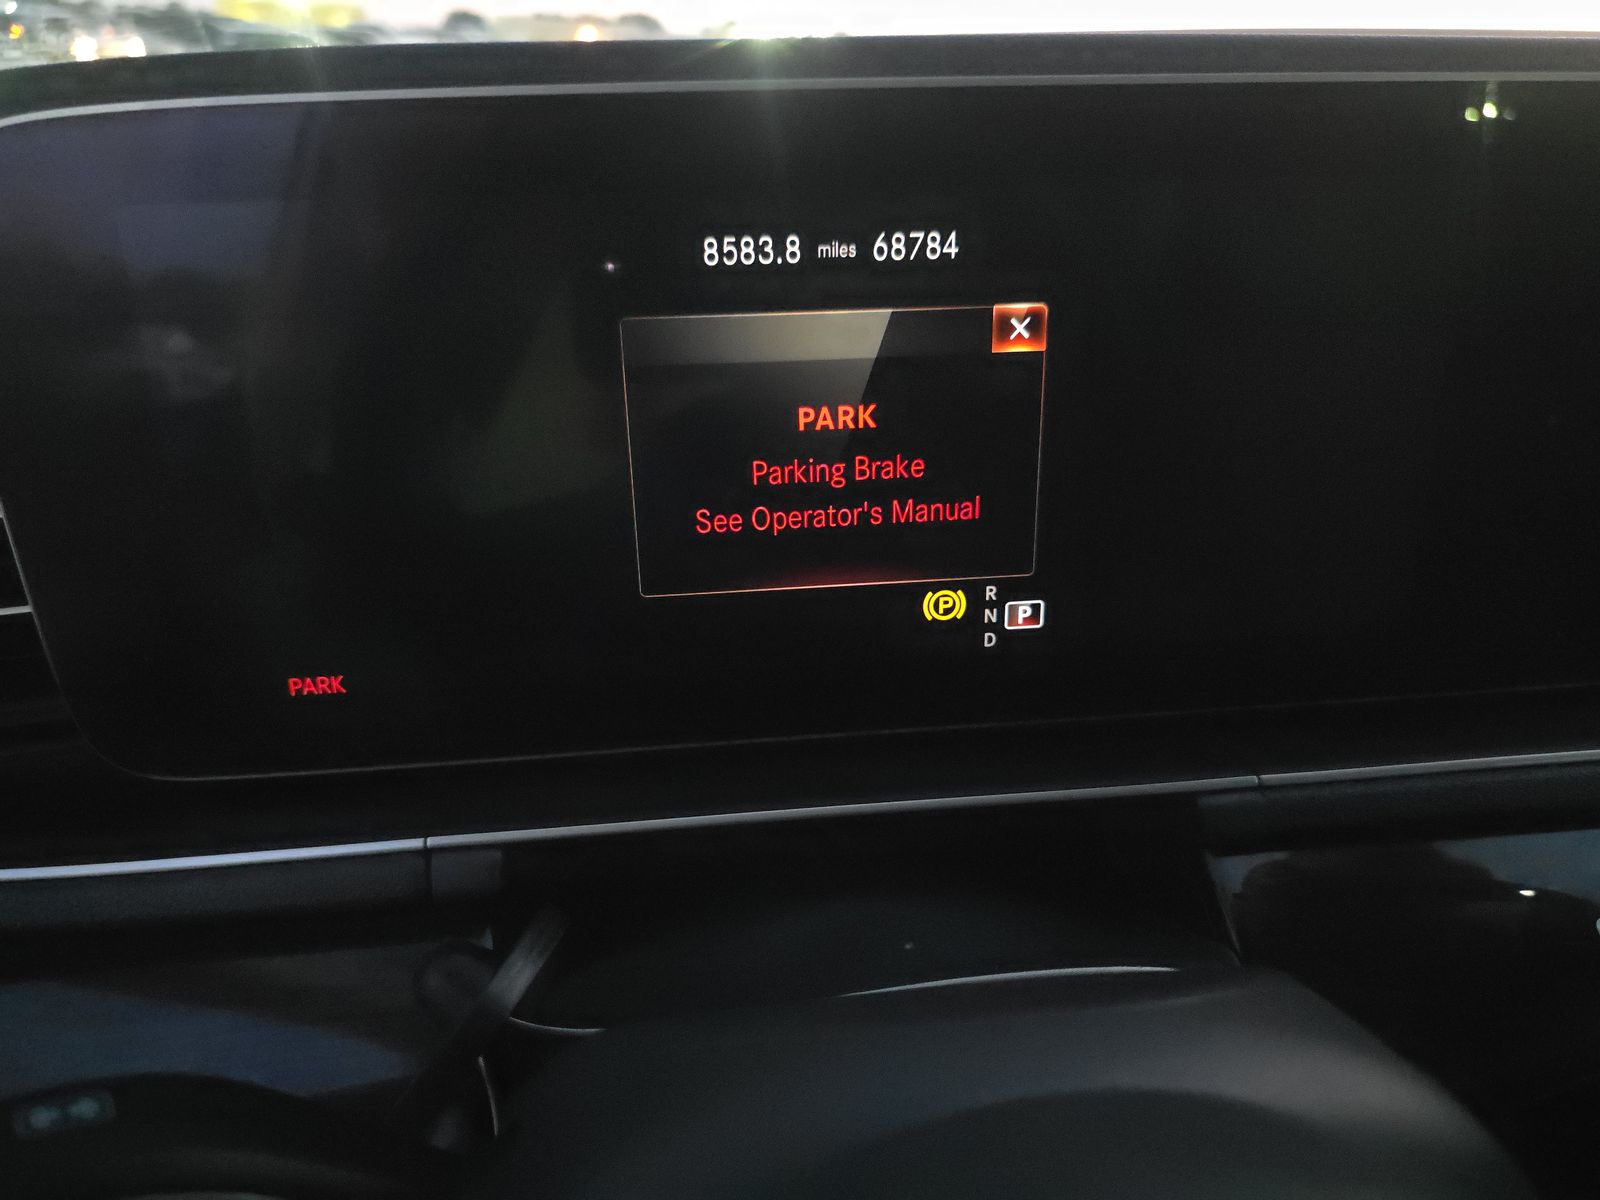 8583.8 miles 68784
X
PARK
Parking Brake
See Operator's Manual
P
R
N P
D
PARK